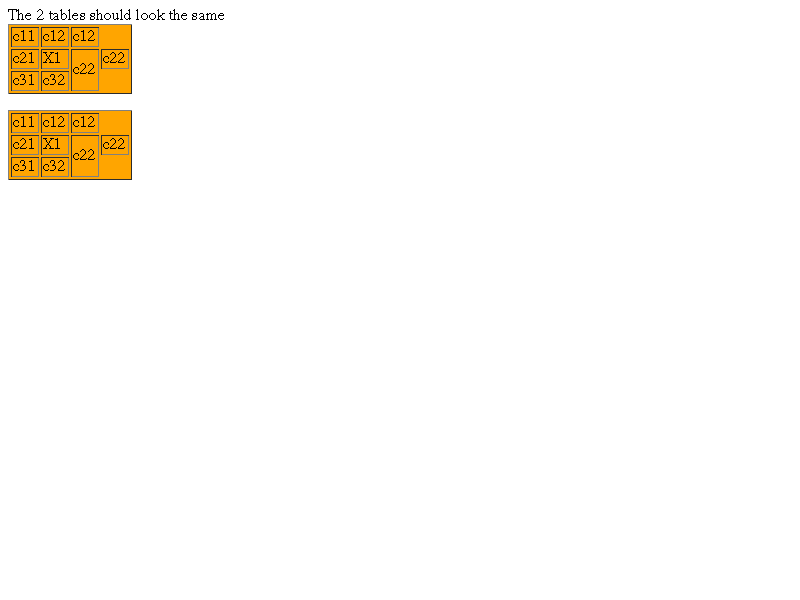 The 2 tables should look the same
c11 c12 c12
c21 X1 c22 c22
c31 c32
c11 c12 c12
c21 X1 c22 c22
c31 c32